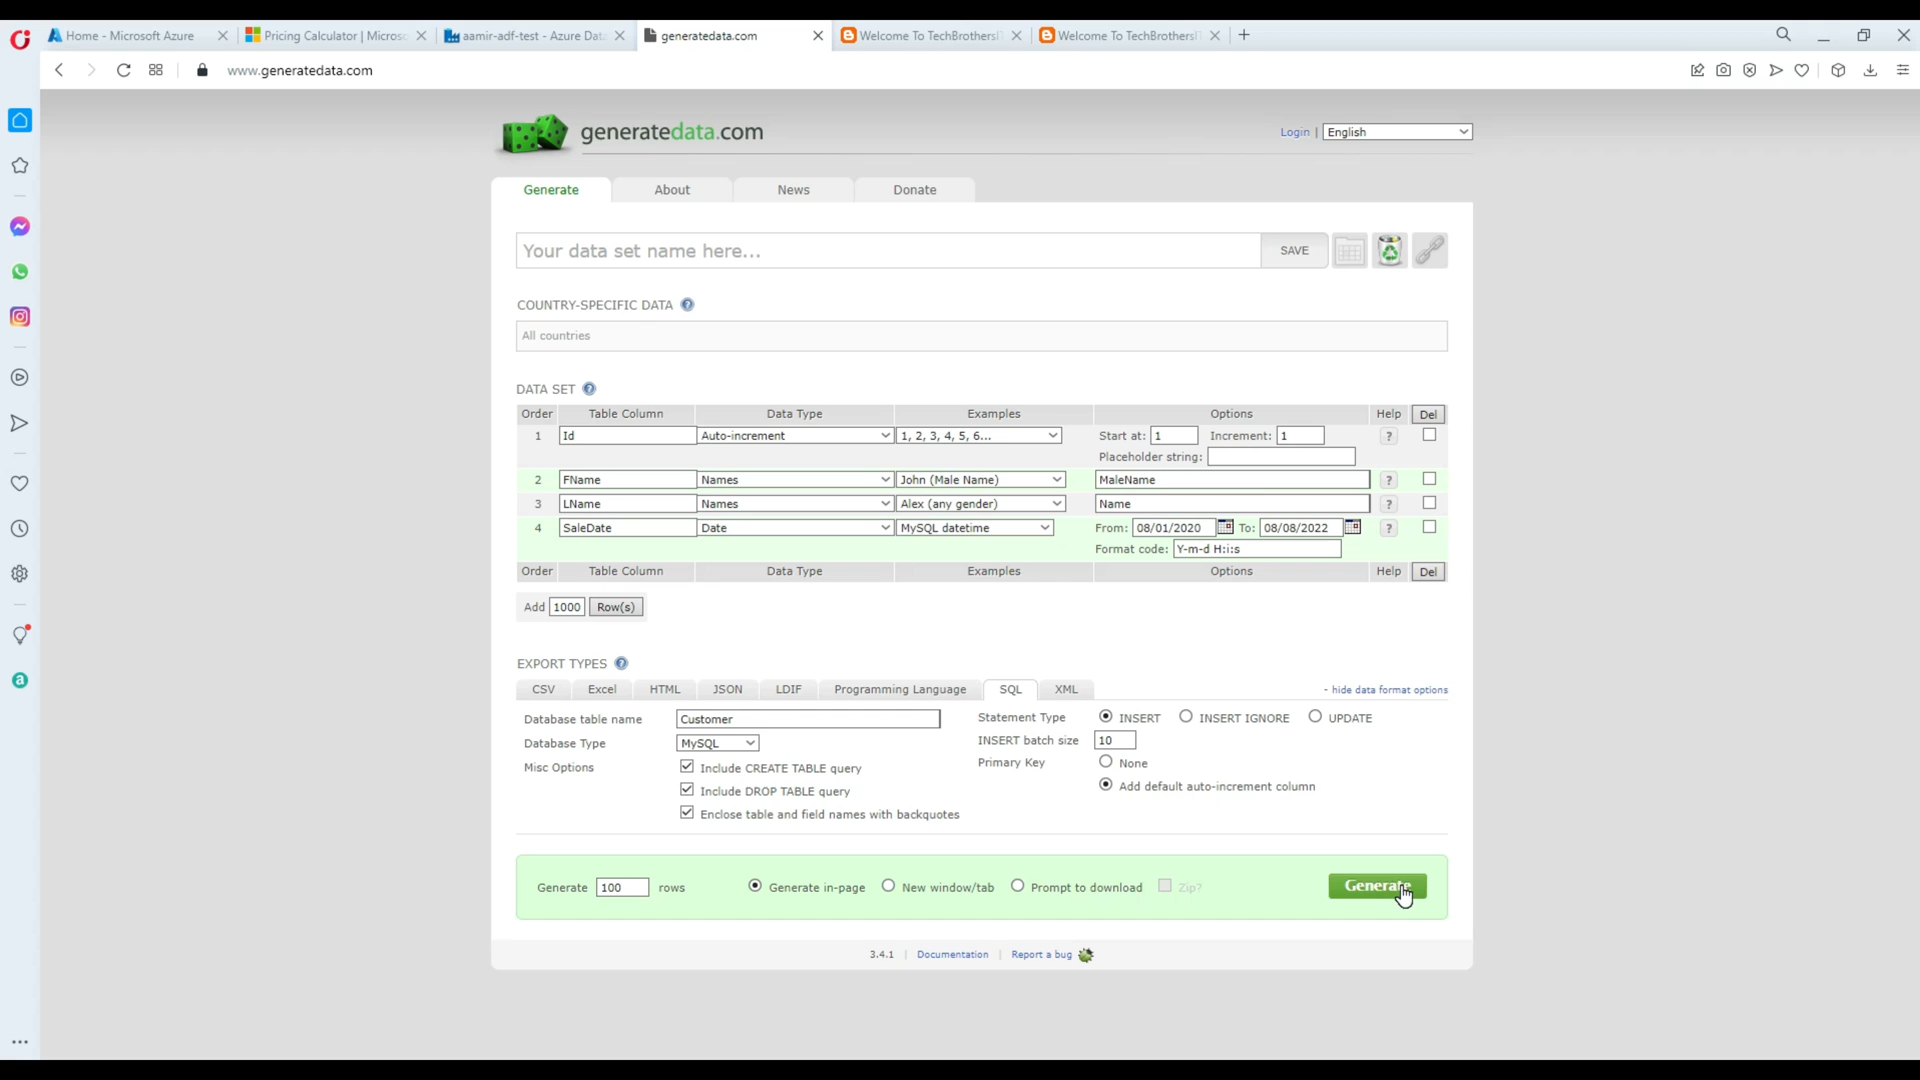 Home - Microsoft Azure
Pricing Calculator | Microso
aamir-adf-test - Azure Dat
generatedata.com
Welcome To TechBrothersI
Welcome To TechBrothersIT
www.generatedata.com
generatedata.com
Login | English
Generate About News Donate
Your data set name here... SAVE
COUNTRY-SPECIFIC DATA ?
All countries
DATA SET ?
Order Table Column Data Type Examples Options Help Del
1 Id Auto-increment 1, 2, 3, 4, 5, 6... Start at: 1 Increment: 1 ?
Placeholder string:
2 FName Names John (Male Name) MaleName ?
3 LName Names Alex (any gender) Name ?
4 SaleDate Date MySQL datetime From: 08/01/2020 To: 08/08/2022 ?
Format code: Y-m-d H:i:s
Order Table Column Data Type Examples Options Help Del
Add 1000 Row(s)
EXPORT TYPES ?
CSV Excel HTML JSON LDIF Programming Language SQL XML - hide data format options
Database table name Customer Statement Type INSERT INSERT IGNORE UPDATE
Database Type MySQL INSERT batch size 10
Misc Options Include CREATE TABLE query Primary Key None
Include DROP TABLE query Add default auto-increment column
Enclose table and field names with backquotes
Generate 100 rows Generate in-page New window/tab Prompt to download Zip? Generate
3.4.1 | Documentation | Report a bug